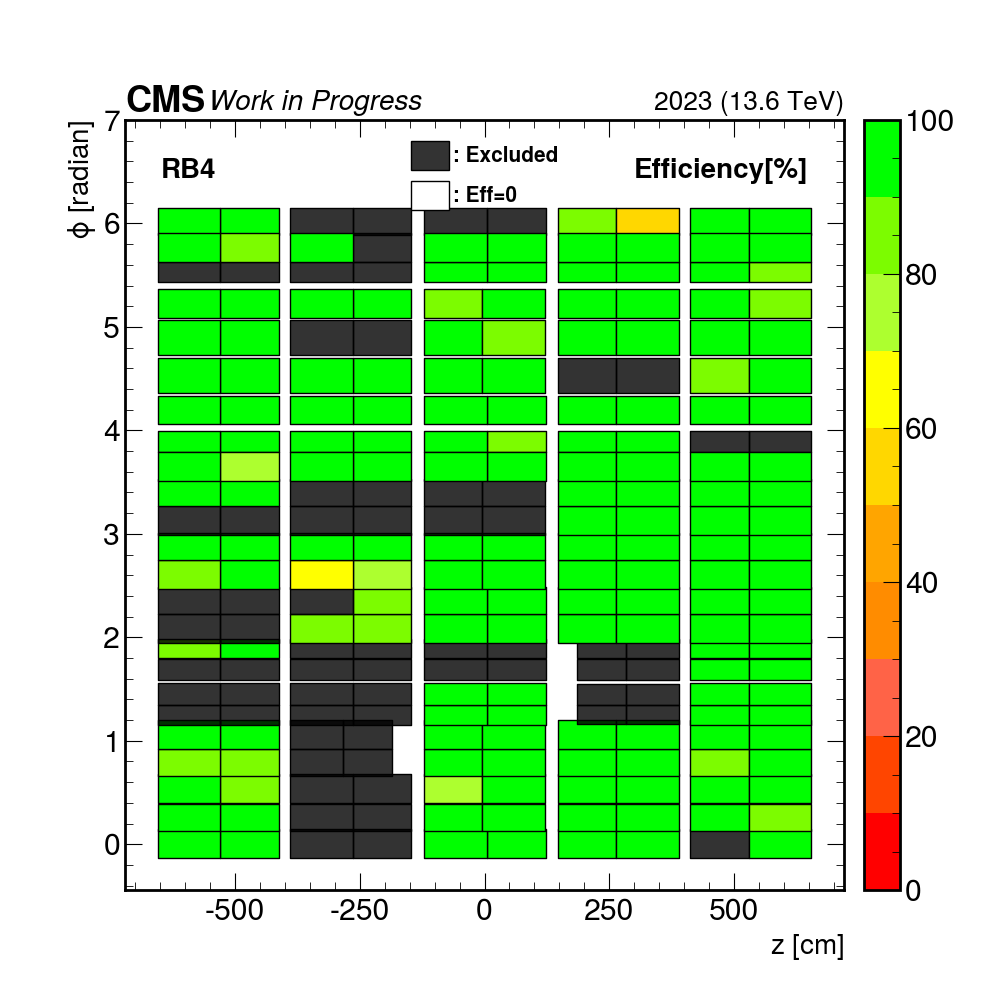 CMS Work in Progress 2023 (13.6 TeV)
RB4
: Excluded
: Eff=0
Efficiency[%]
ϕ [radian]
7
6
5
4
3
2
1
0
-500 -250 0 250 500
z [cm]
100
80
60
40
20
0